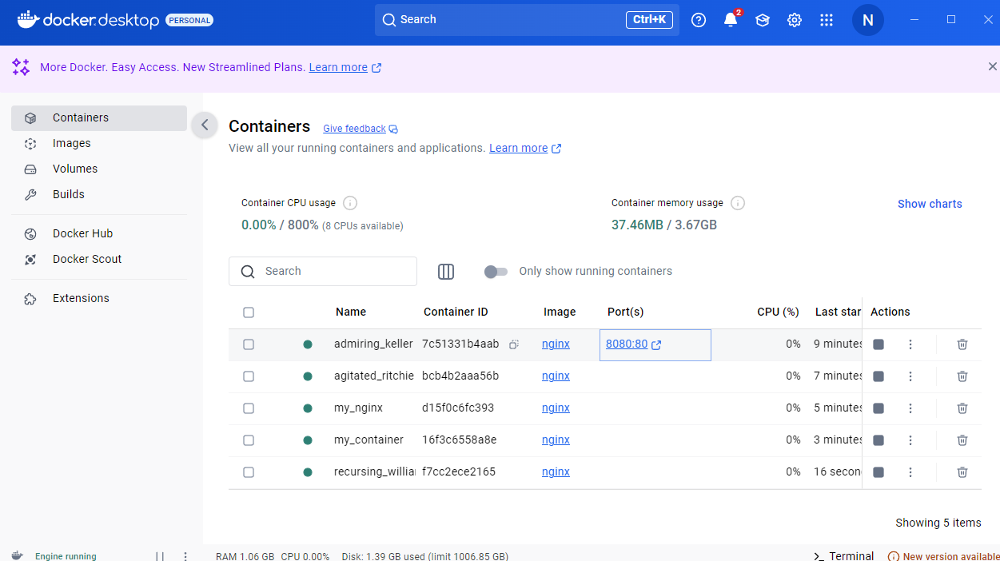 docker.desktop PERSONAL
Search
Ctrl+K
2
N
More Docker. Easy Access. New Streamlined Plans. Learn more
Containers
Images
Volumes
Builds
Docker Hub
Docker Scout
Extensions
Containers Give feedback
View all your running containers and applications. Learn more
Container CPU usage
0.00% / 800% (8 CPUs available)
Container memory usage
37.46MB / 3.67GB
Show charts
Search
Only show running containers
Name Container ID Image Port(s) CPU (%) Last star Actions
admiring_keller 7c51331b4aab nginx 8080:80 0% 9 minutes
agitated_ritchie bcb4b2aaa56b nginx 0% 7 minutes
my_nginx d15f0c6fc393 nginx 0% 5 minutes
my_container 16f3c6558a8e nginx 0% 3 minutes
recursing_willia f7cc2ece2165 nginx 0% 16 secon
Showing 5 items
Engine running RAM 1.06 GB CPU 0.00% Disk: 1.39 GB used (limit 1006.85 GB) >_ Terminal New version available